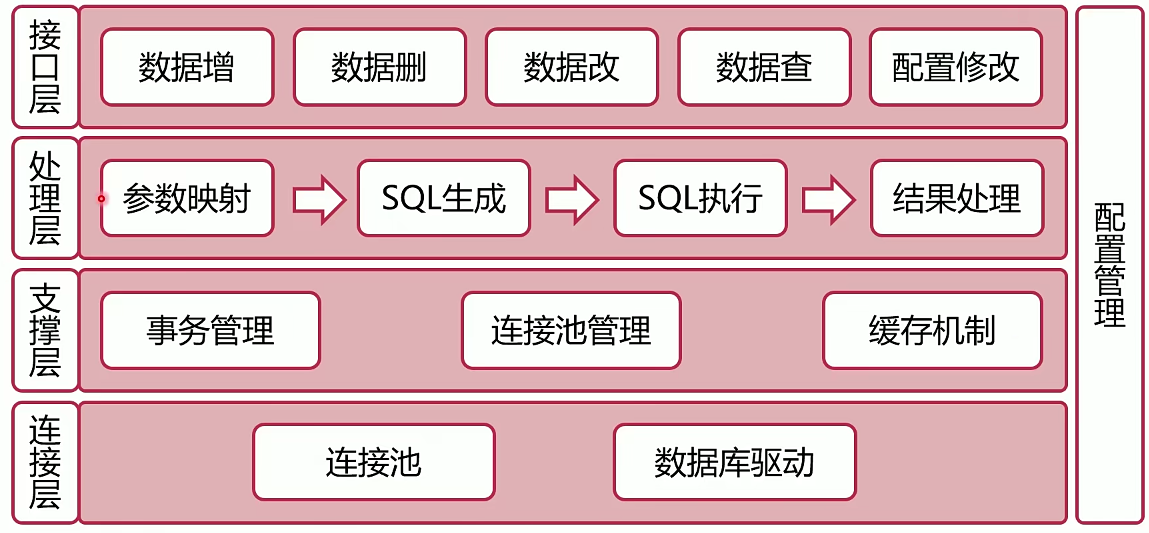 接口层
数据增
数据删
数据改
数据查
配置修改
处理层
参数映射
SQL生成
SQL执行
结果处理
支撑层
事务管理
连接池管理
缓存机制
连接层
连接池
数据库驱动
配置管理